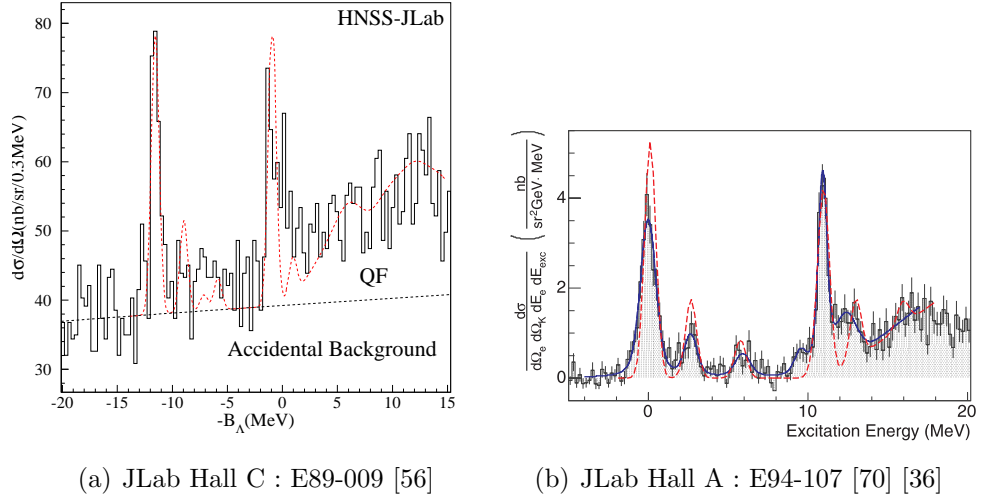 HNSS-JLab
80
70
60
50
40
30
dσ/dΩ(nb/sr/0.3MeV)
QF
Accidental Background
-20 -15 -10 -5 0 5 10 15
-B_Λ(MeV)
(a) JLab Hall C : E89-009 [56]
4
2
0
dσ / dΩ_e dΩ_K dE_e dE_exc ( nb / sr²GeV· MeV )
0 10 20
Excitation Energy (MeV)
(b) JLab Hall A : E94-107 [70] [36]